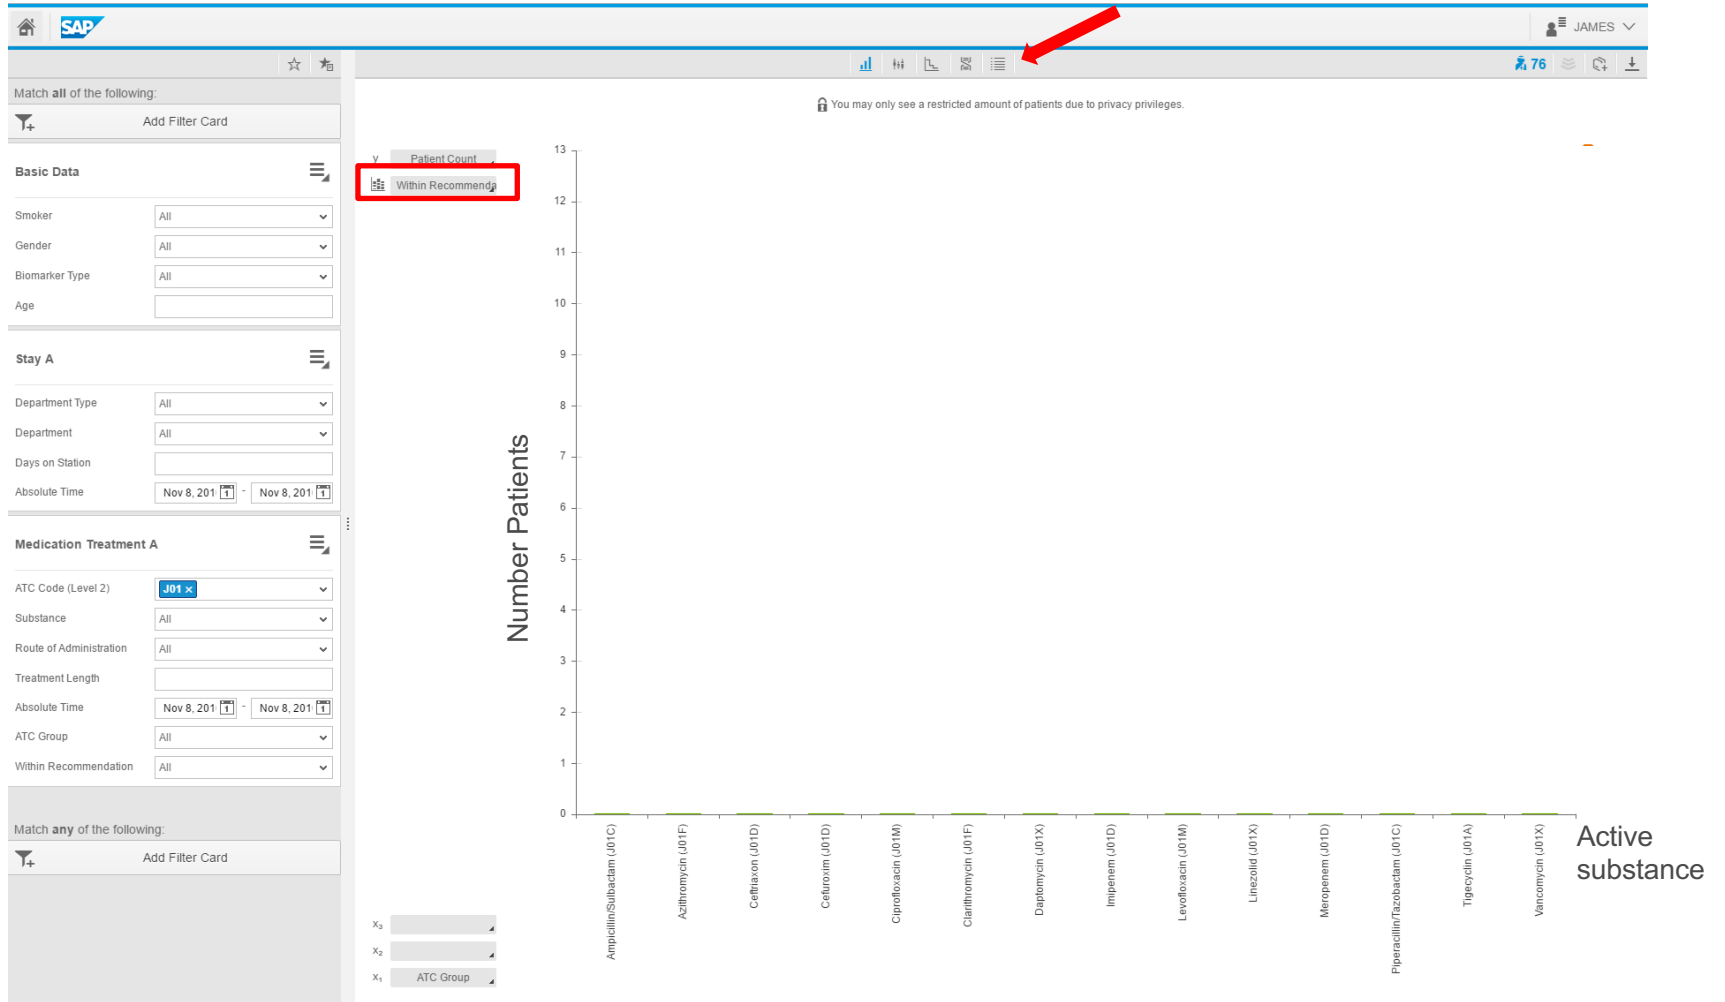 SAP
JAMES
76
Match all of the following:
Add Filter Card
Basic Data
Smoker All
Gender All
Biomarker Type All
Age
Stay A
Department Type All
Department All
Days on Station
Absolute Time Nov 8, 201 - Nov 8, 201
Medication Treatment A
ATC Code (Level 2) J01 ×
Substance All
Route of Administration All
Treatment Length
Absolute Time Nov 8, 201 - Nov 8, 201
ATC Group All
Within Recommendation All
Match any of the following:
Add Filter Card
You may only see a restricted amount of patients due to privacy privileges.
y Patient Count
Within Recommenda
Number Patients
13
12
11
10
9
8
7
6
5
4
3
2
1
0
Ampicillin/Sulbactam (J01C)
Azithromycin (J01F)
Ceftriaxon (J01D)
Cefuroxim (J01D)
Ciprofloxacin (J01M)
Clarithromycin (J01F)
Daptomycin (J01X)
Imipenem (J01D)
Levofloxacin (J01M)
Linezolid (J01X)
Meropenem (J01D)
Piperacillin/Tazobactam (J01C)
Tigecyclin (J01A)
Vancomycin (J01X)
Active
substance
x₃
x₂
x₁ ATC Group